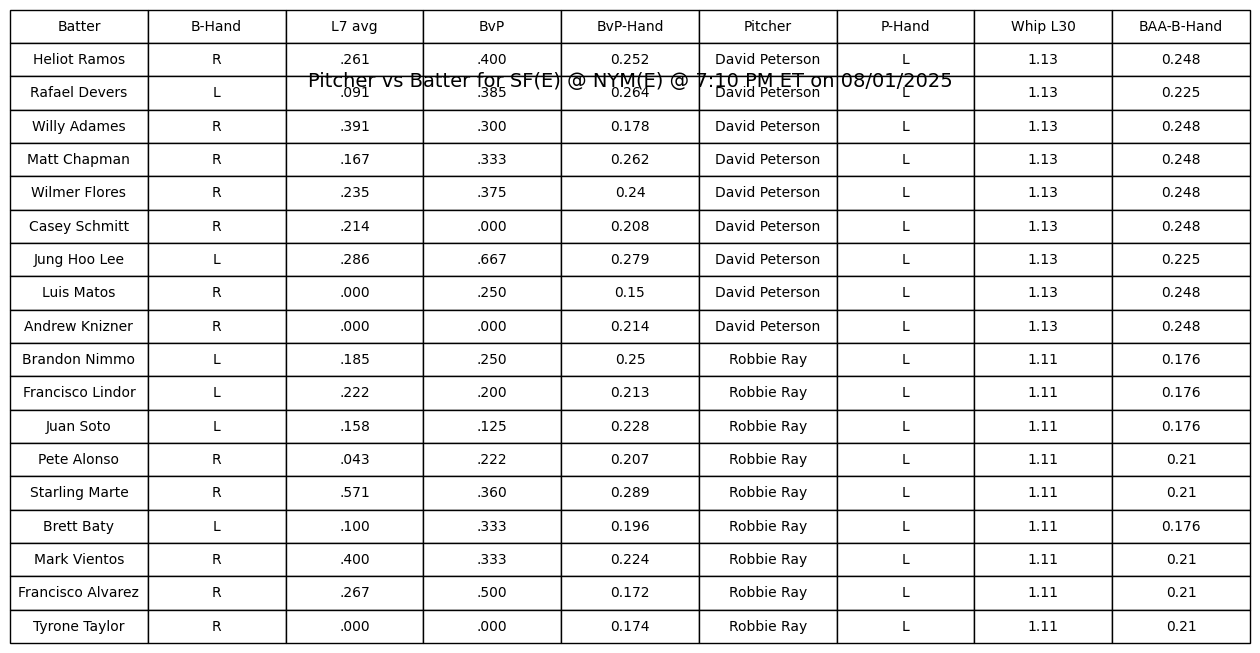 Batter B-Hand L7 avg BvP BvP-Hand Pitcher P-Hand Whip L30 BAA-B-Hand
Heliot Ramos R .261 .400 0.252 David Peterson L 1.13 0.248
Pitcher vs Batter for SF(E) @ NYM(E) @ 7:10 PM ET on 08/01/2025
Rafael Devers L .091 .385 0.264 David Peterson L 1.13 0.225
Willy Adames R .391 .300 0.178 David Peterson L 1.13 0.248
Matt Chapman R .167 .333 0.262 David Peterson L 1.13 0.248
Wilmer Flores R .235 .375 0.24 David Peterson L 1.13 0.248
Casey Schmitt R .214 .000 0.208 David Peterson L 1.13 0.248
Jung Hoo Lee L .286 .667 0.279 David Peterson L 1.13 0.225
Luis Matos R .000 .250 0.15 David Peterson L 1.13 0.248
Andrew Knizner R .000 .000 0.214 David Peterson L 1.13 0.248
Brandon Nimmo L .185 .250 0.25 Robbie Ray L 1.11 0.176
Francisco Lindor L .222 .200 0.213 Robbie Ray L 1.11 0.176
Juan Soto L .158 .125 0.228 Robbie Ray L 1.11 0.176
Pete Alonso R .043 .222 0.207 Robbie Ray L 1.11 0.21
Starling Marte R .571 .360 0.289 Robbie Ray L 1.11 0.21
Brett Baty L .100 .333 0.196 Robbie Ray L 1.11 0.176
Mark Vientos R .400 .333 0.224 Robbie Ray L 1.11 0.21
Francisco Alvarez R .267 .500 0.172 Robbie Ray L 1.11 0.21
Tyrone Taylor R .000 .000 0.174 Robbie Ray L 1.11 0.21